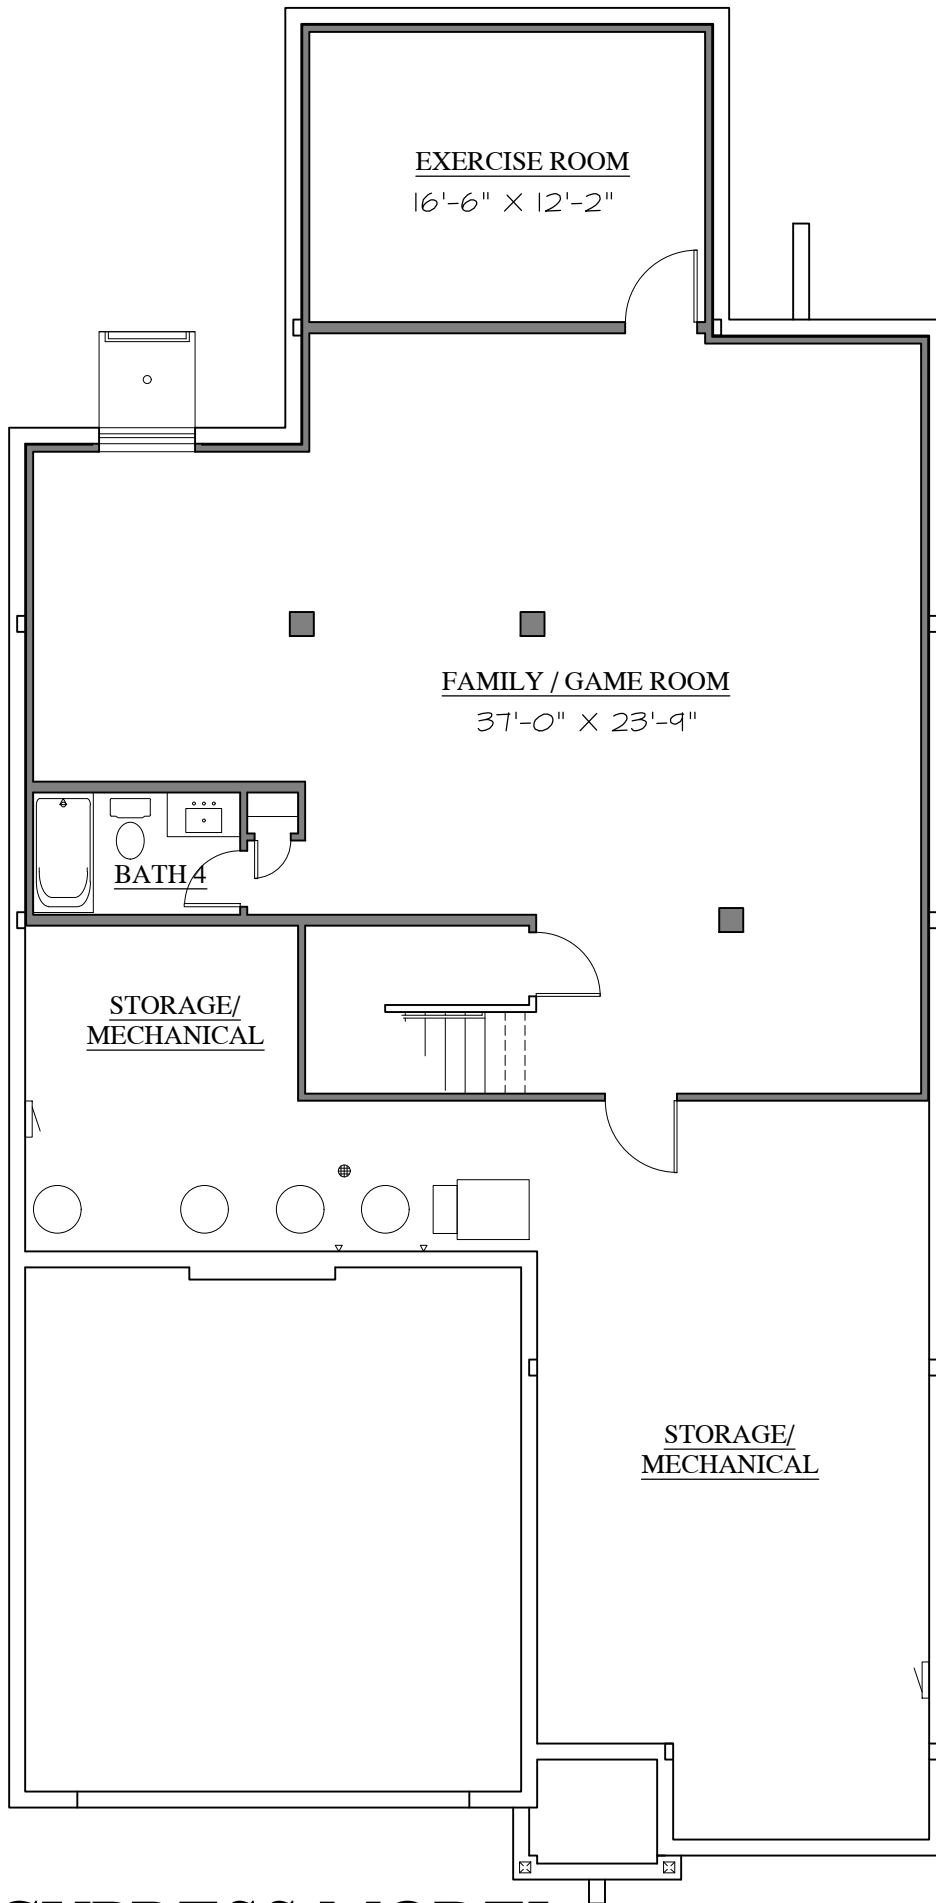 EXERCISE ROOM
16'-6" X 12'-2"
FAMILY / GAME ROOM
37'-0" X 23'-9"
BATH 4
STORAGE/
MECHANICAL
STORAGE/
MECHANICAL